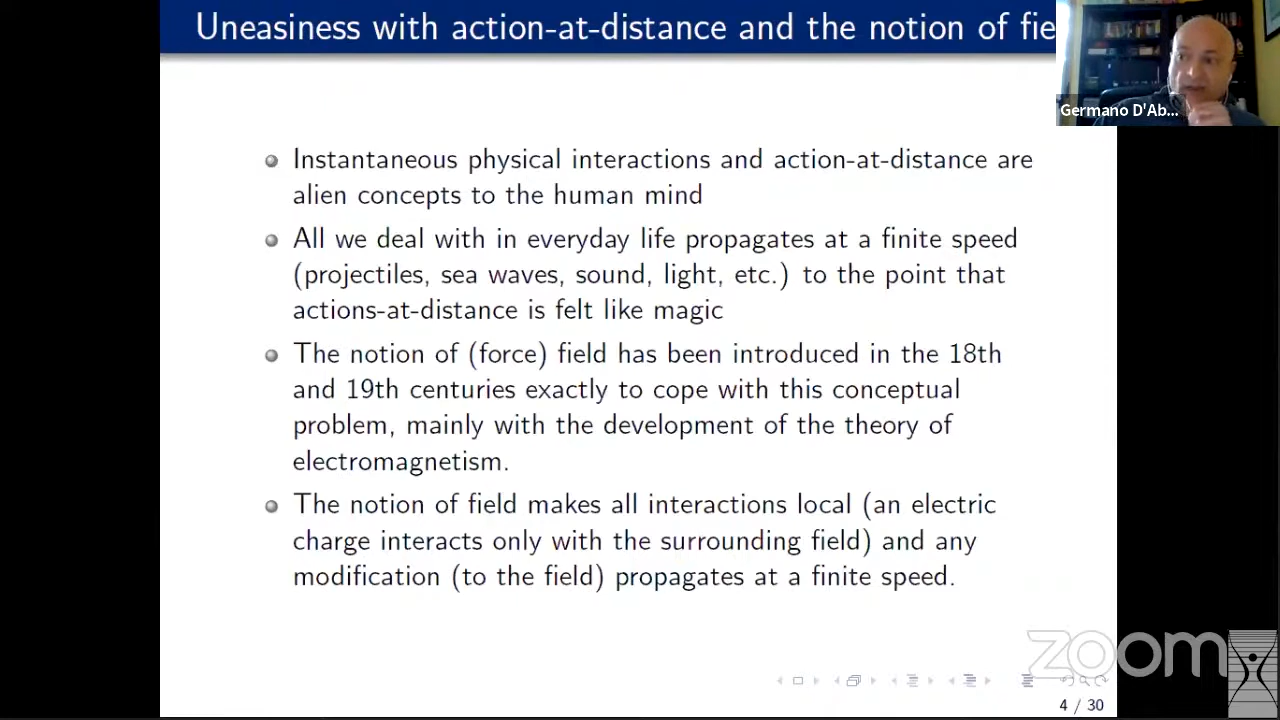 Uneasiness with action-at-distance and the notion of fie
Germano D'Ab...
Instantaneous physical interactions and action-at-distance are
alien concepts to the human mind
All we deal with in everyday life propagates at a finite speed
(projectiles, sea waves, sound, light, etc.) to the point that
actions-at-distance is felt like magic
The notion of (force) field has been introduced in the 18th
and 19th centuries exactly to cope with this conceptual
problem, mainly with the development of the theory of
electromagnetism.
The notion of field makes all interactions local (an electric
charge interacts only with the surrounding field) and any
modification (to the field) propagates at a finite speed.
zoom
4 / 30